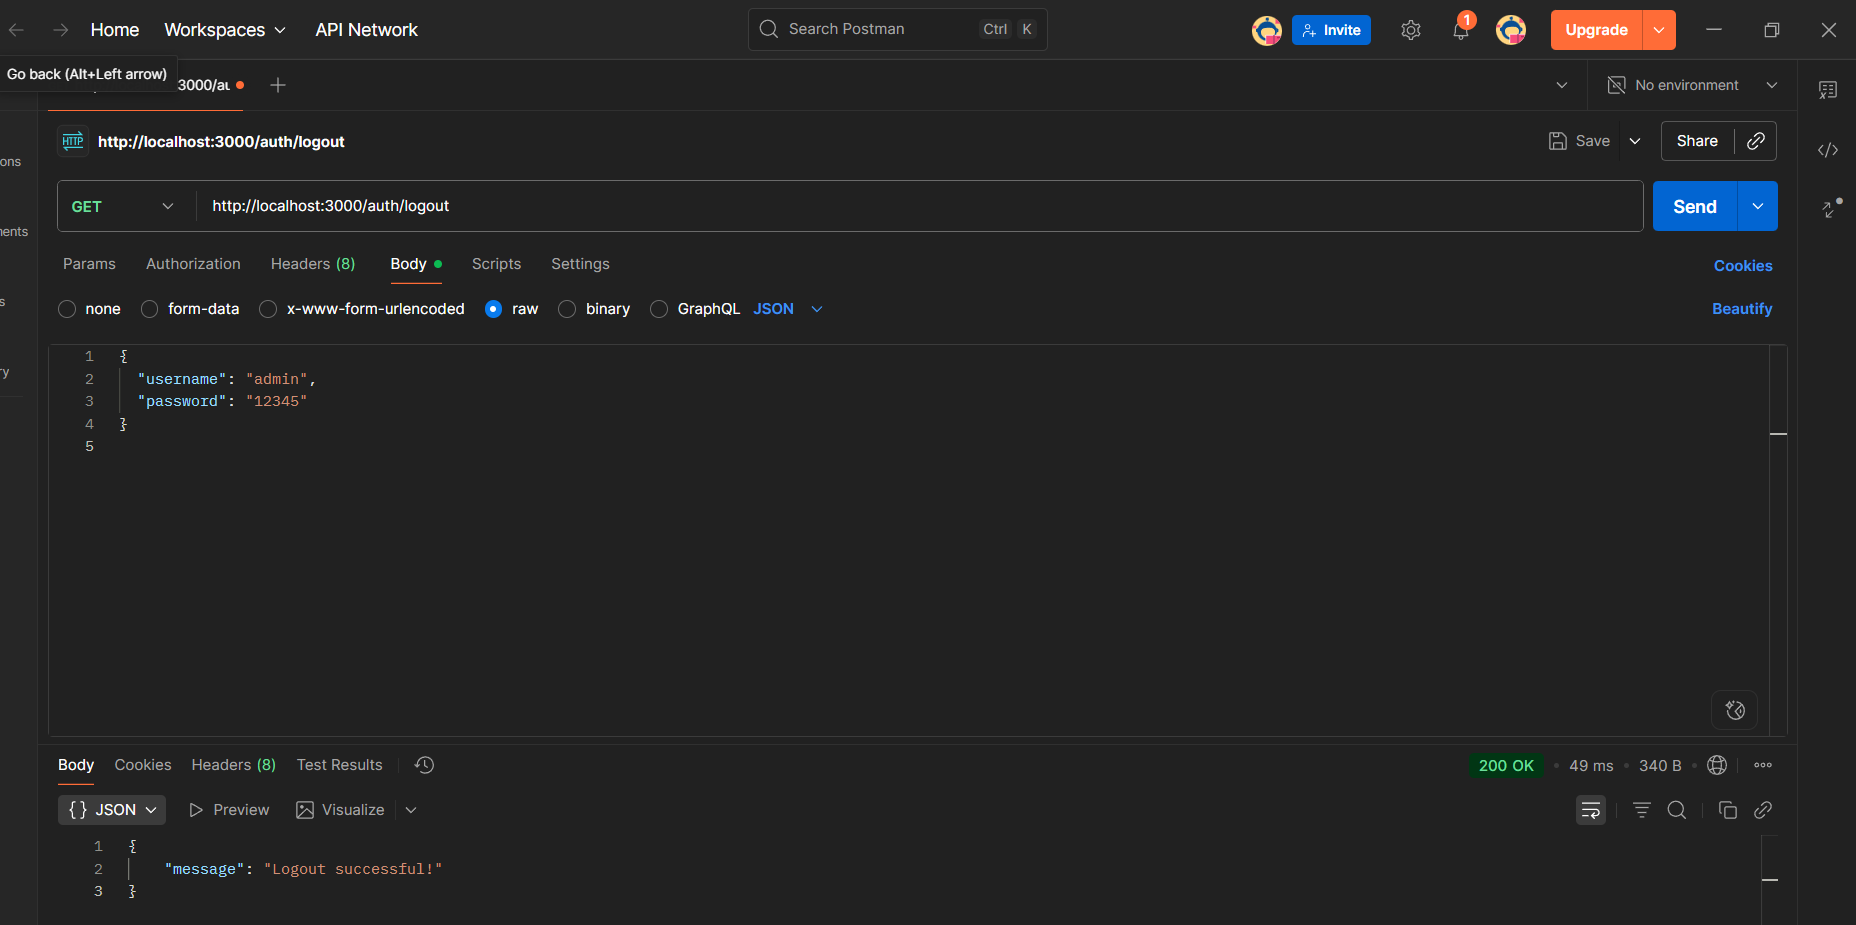 Home Workspaces API Network Search Postman Ctrl K Invite 1 Upgrade
Go back (Alt+Left arrow) 3000/au No environment
http://localhost:3000/auth/logout Save Share
ons
GET http://localhost:3000/auth/logout Send
nents
Params Authorization Headers (8) Body Scripts Settings Cookies
s
none form-data x-www-form-urlencoded raw binary GraphQL JSON Beautify
1 {
ry
2 "username": "admin",
3 "password": "12345"
4 }
5
Body Cookies Headers (8) Test Results 200 OK • 49 ms • 340 B •
{} JSON Preview Visualize
1 {
2 "message": "Logout successful!"
3 }